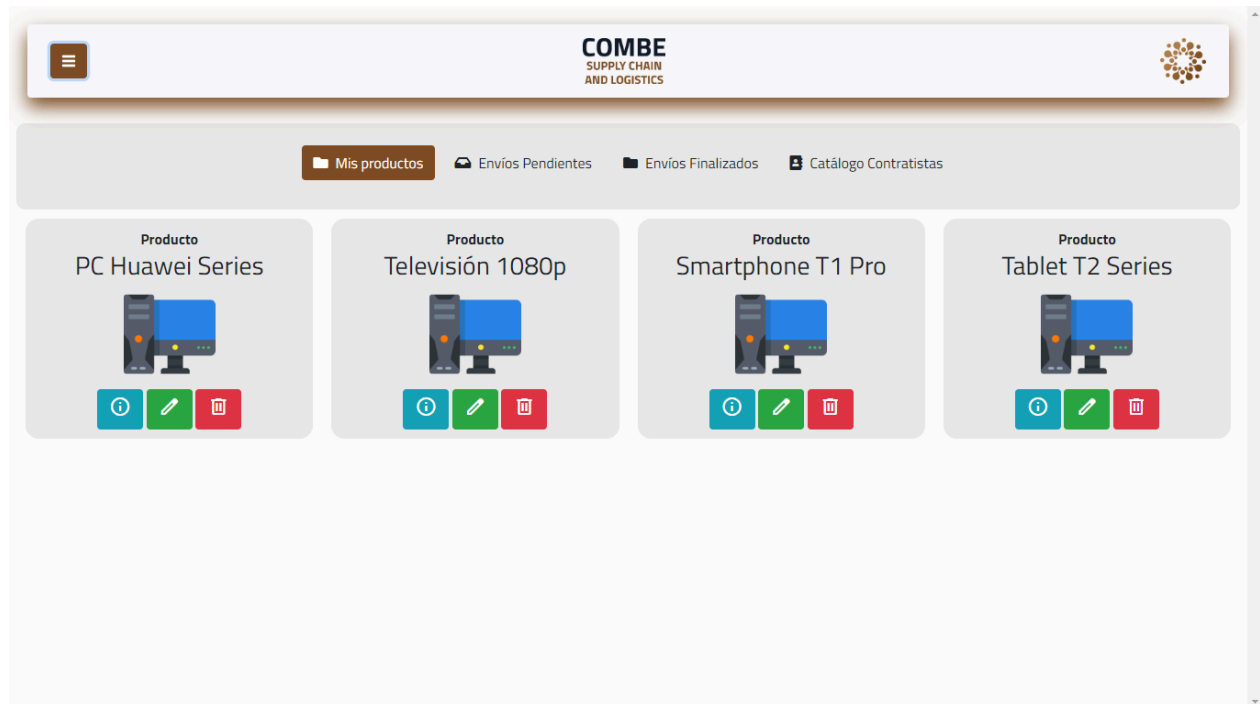 COMBE
SUPPLY CHAIN
AND LOGISTICS
Mis productos
Envíos Pendientes
Envíos Finalizados
Catálogo Contratistas
Producto
PC Huawei Series
Producto
Televisión 1080p
Producto
Smartphone T1 Pro
Producto
Tablet T2 Series